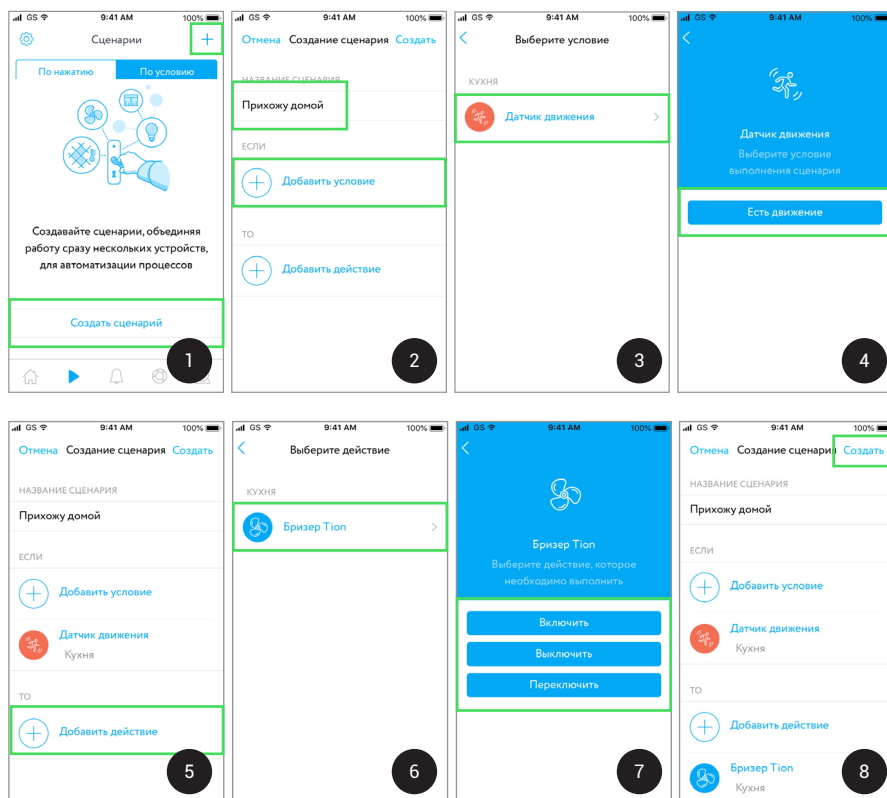 GS 9:41 AM 100%
Сценарии
По нажатию По условию
Создавайте сценарии, объединяя
работу сразу нескольких устройств,
для автоматизации процессов
Создать сценарий
1
GS 9:41 AM 100%
Отмена Создание сценария Создать
НАЗВАНИЕ СЦЕНАРИЯ
Прихожу домой
ЕСЛИ
Добавить условие
ТО
Добавить действие
2
GS 9:41 AM 100%
Выберите условие
КУХНЯ
Датчик движения
3
GS 9:41 AM 100%
Датчик движения
Выберите условие
выполнения сценария
Есть движение
4
GS 9:41 AM 100%
Отмена Создание сценария Создать
НАЗВАНИЕ СЦЕНАРИЯ
Прихожу домой
ЕСЛИ
Добавить условие
Датчик движения
Кухня
ТО
Добавить действие
5
GS 9:41 AM 100%
Выберите действие
КУХНЯ
Бризер Tion
6
GS 9:41 AM 100%
Бризер Tion
Выберите действие, которое
необходимо выполнить
Включить
Выключить
Переключить
7
GS 9:41 AM 100%
Отмена Создание сценария Создать
НАЗВАНИЕ СЦЕНАРИЯ
Прихожу домой
ЕСЛИ
Добавить условие
Датчик движения
Кухня
ТО
Добавить действие
Бризер Tion
Кухня
8